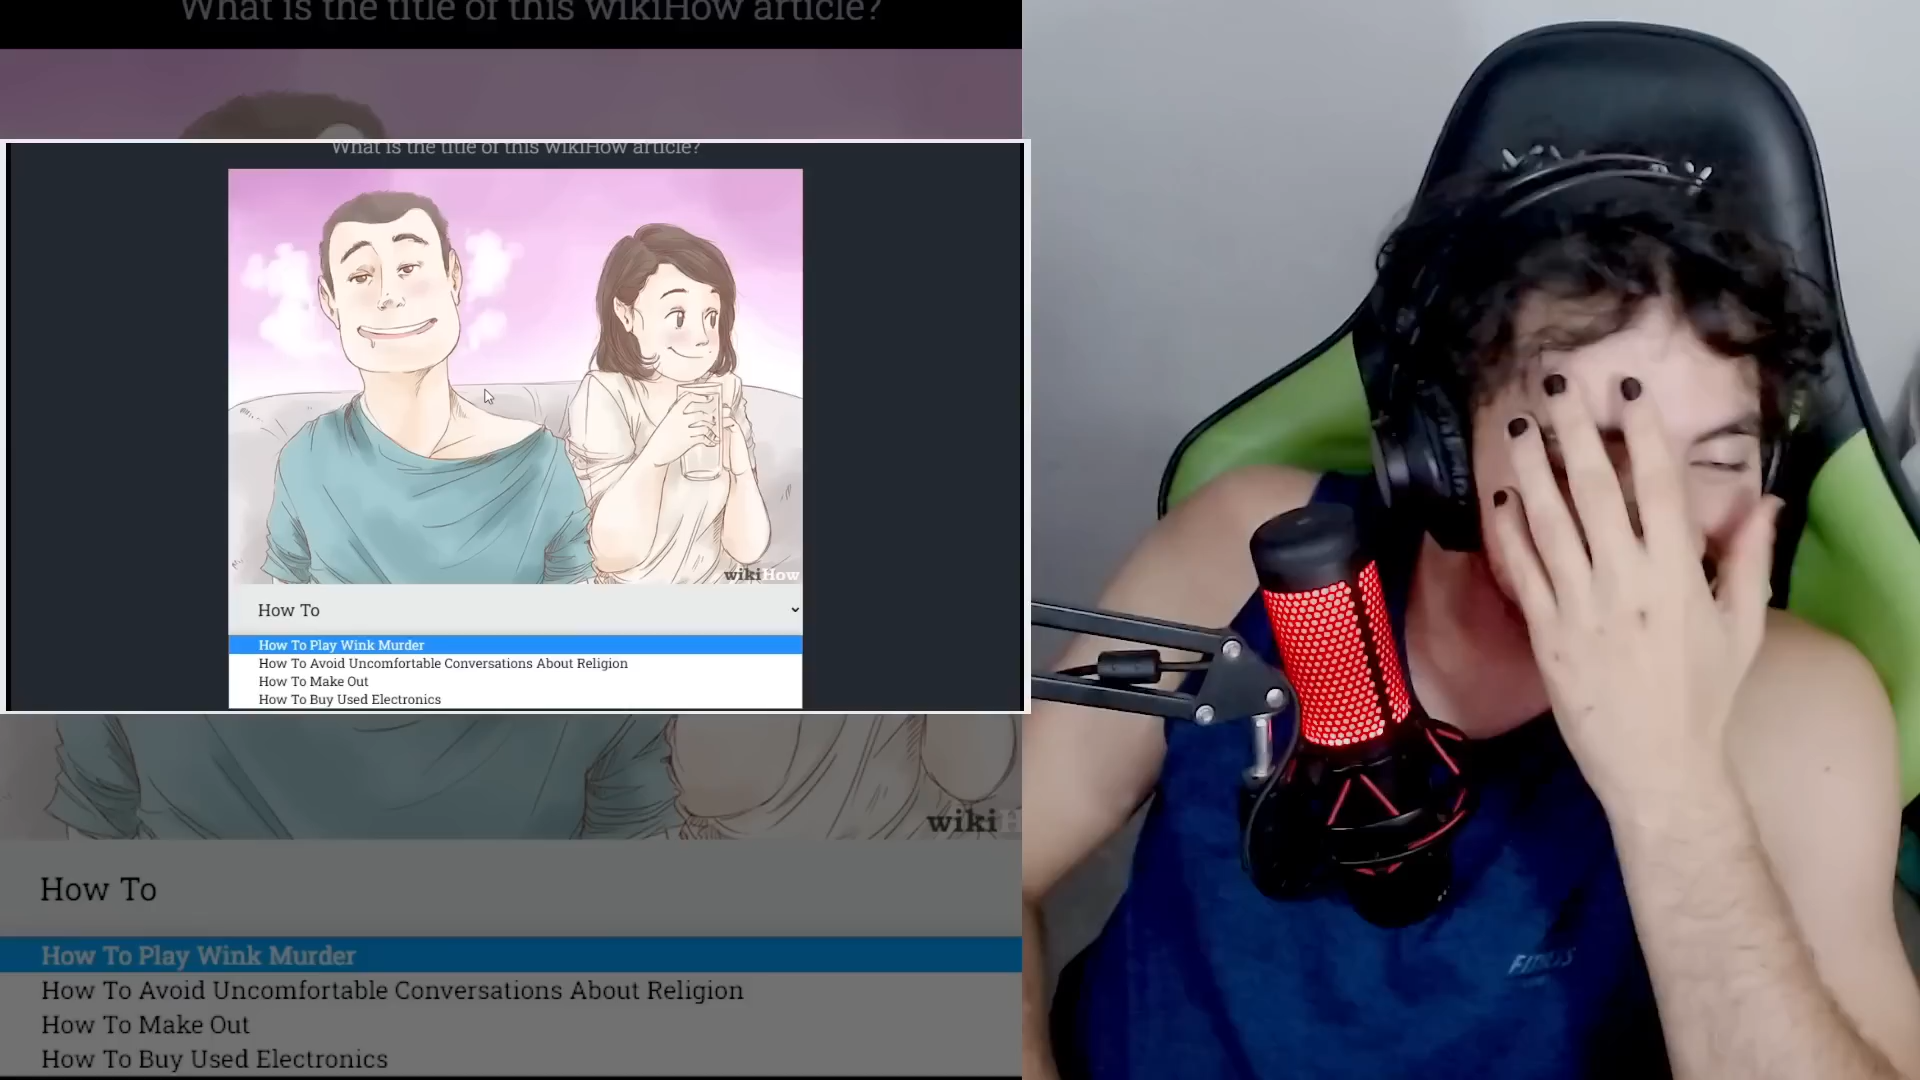 What is the title of this wikiHow article?
What is the title of this wikiHow article?
wikiHow
How To
How To Play Wink Murder
How To Avoid Uncomfortable Conversations About Religion
How To Make Out
How To Buy Used Electronics
wikiH
How To
How To Play Wink Murder
How To Avoid Uncomfortable Conversations About Religion
How To Make Out
How To Buy Used Electronics